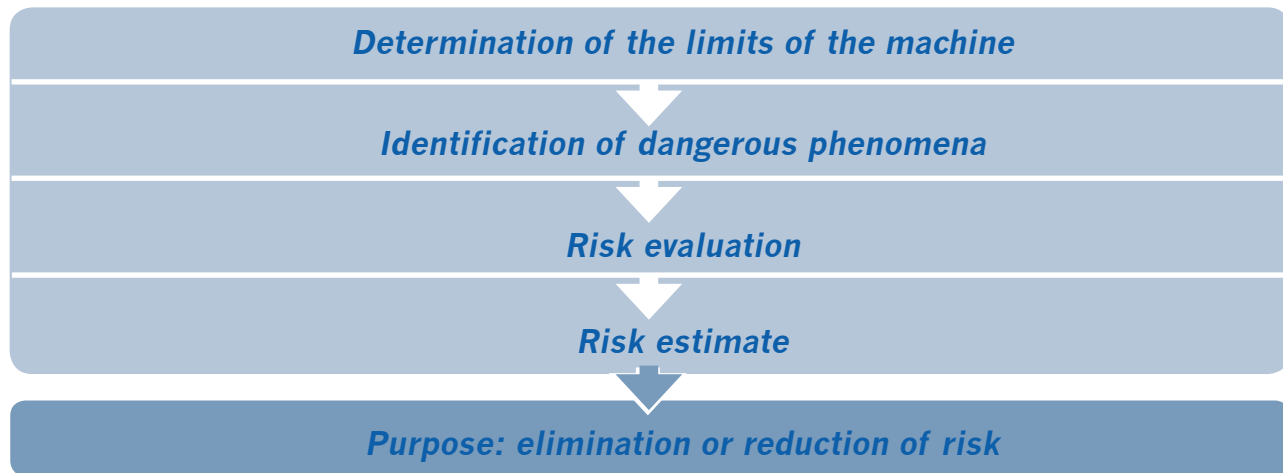 Determination of the limits of the machine
Identification of dangerous phenomena
Risk evaluation
Risk estimate
Purpose: elimination or reduction of risk